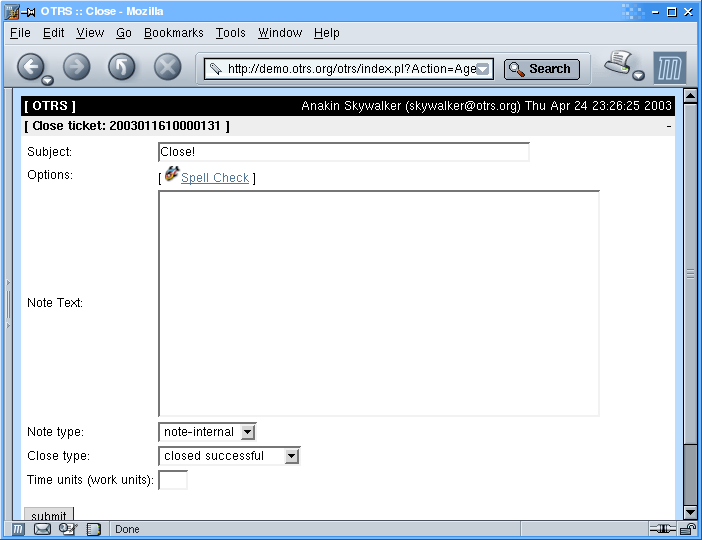 OTRS :: Close - Mozilla
File Edit View Go Bookmarks Tools Window Help
http://demo.otrs.org/otrs/index.pl?Action=Age Search
[ OTRS ] Anakin Skywalker (skywalker@otrs.org) Thu Apr 24 23:26:25 2003
[ Close ticket: 2003011610000131 ] -
Subject: Close!
Options: [ Spell Check ]
Note Text:
Note type: note-internal
Close type: closed successful
Time units (work units):
submit
Done